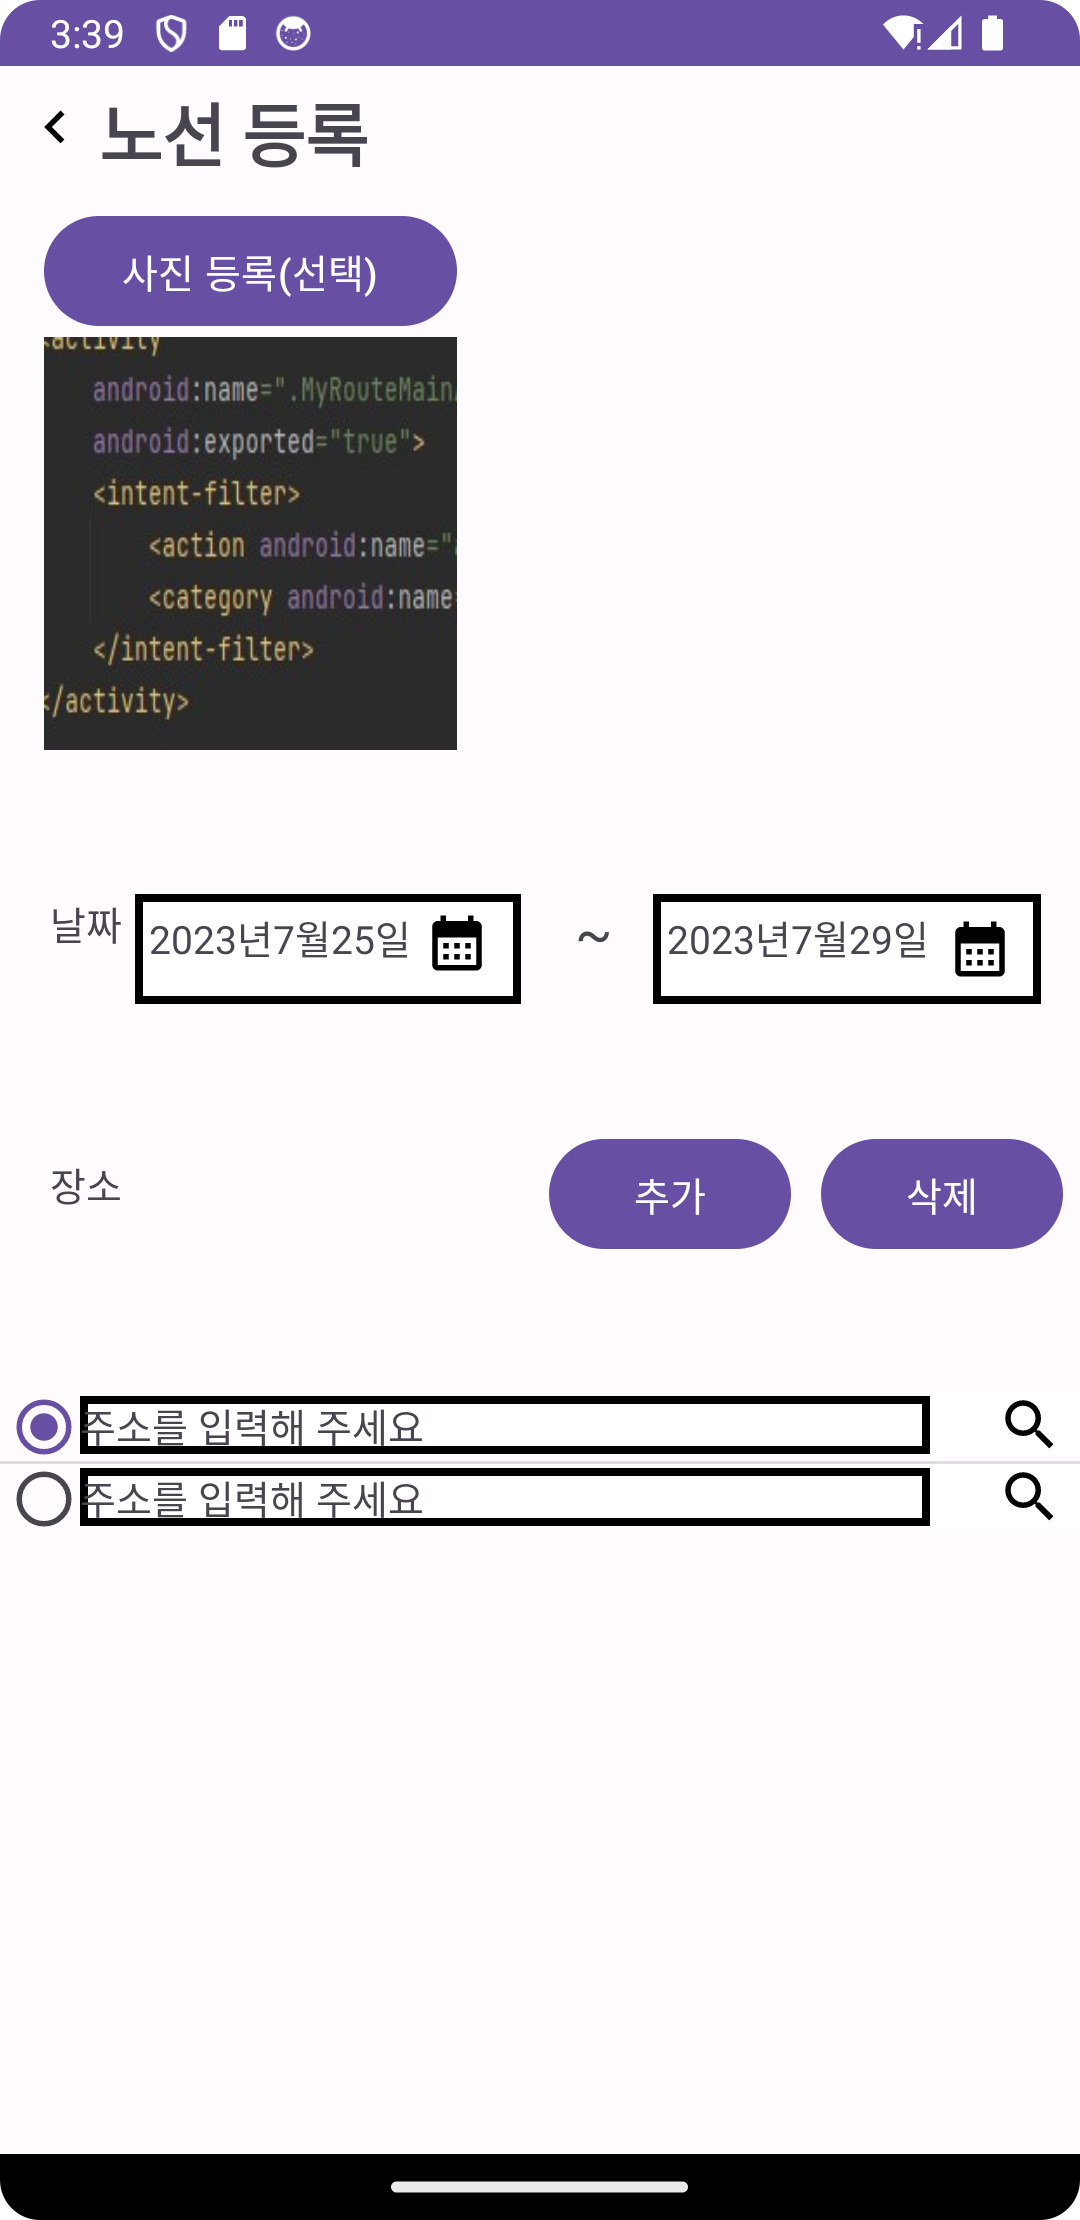 3:39
노선 등록
사진 등록(선택)
<activity
android:name=".MyRouteMain
android:exported="true">
<intent-filter>
<action android:name="
<category android:name
</intent-filter>
</activity>
날짜 2023년7월25일 ~ 2023년7월29일
장소 추가 삭제
주소를 입력해 주세요
주소를 입력해 주세요